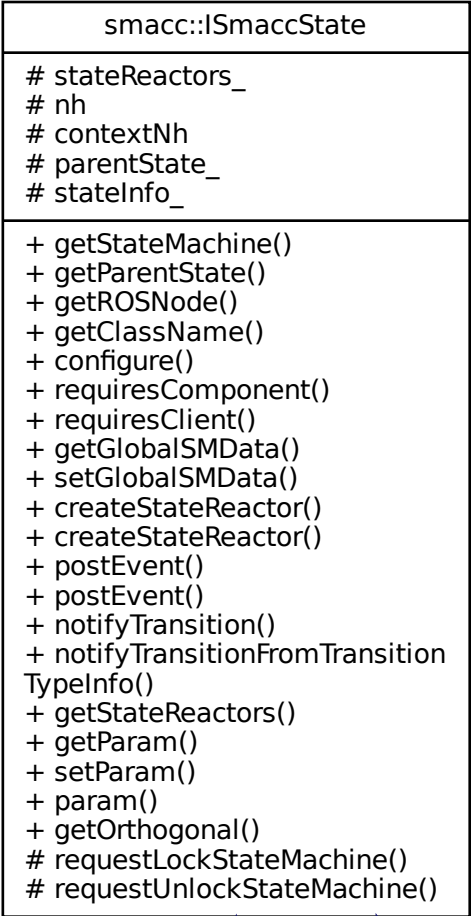 smacc::ISmaccState
# stateReactors_
# nh
# contextNh
# parentState_
# stateInfo_
+ getStateMachine()
+ getParentState()
+ getROSNode()
+ getClassName()
+ configure()
+ requiresComponent()
+ requiresClient()
+ getGlobalSMData()
+ setGlobalSMData()
+ createStateReactor()
+ createStateReactor()
+ postEvent()
+ postEvent()
+ notifyTransition()
+ notifyTransitionFromTransition
TypeInfo()
+ getStateReactors()
+ getParam()
+ setParam()
+ param()
+ getOrthogonal()
# requestLockStateMachine()
# requestUnlockStateMachine()